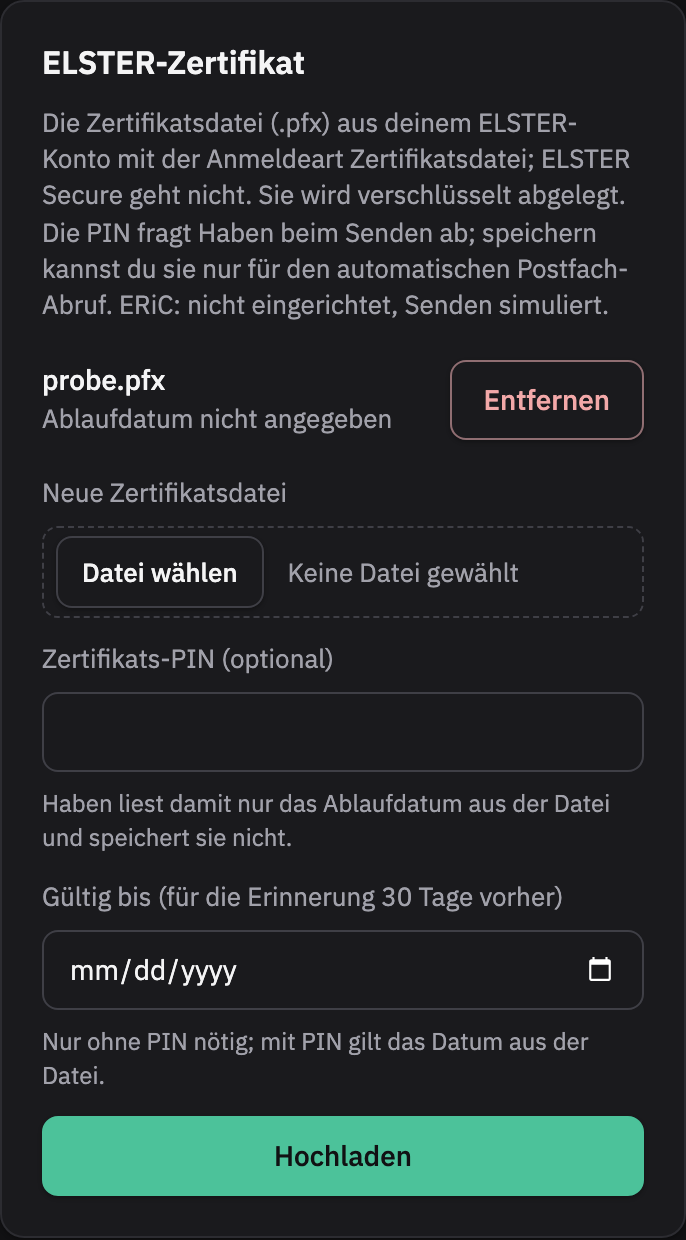 ELSTER-Zertifikat
Die Zertifikatsdatei (.pfx) aus deinem ELSTER-
Konto mit der Anmeldeart Zertifikatsdatei; ELSTER
Secure geht nicht. Sie wird verschlüsselt abgelegt.
Die PIN fragt Haben beim Senden ab; speichern
kannst du sie nur für den automatischen Postfach-
Abruf. ERiC: nicht eingerichtet, Senden simuliert.
probe.pfx
Ablaufdatum nicht angegeben
Entfernen
Neue Zertifikatsdatei
Datei wählen Keine Datei gewählt
Zertifikats-PIN (optional)
Haben liest damit nur das Ablaufdatum aus der Datei
und speichert sie nicht.
Gültig bis (für die Erinnerung 30 Tage vorher)
mm/dd/yyyy
Nur ohne PIN nötig; mit PIN gilt das Datum aus der
Datei.
Hochladen